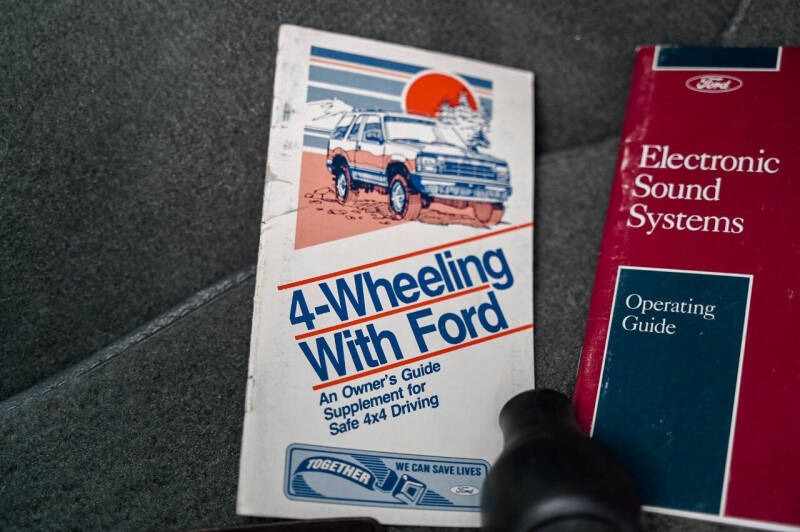 4-Wheeling
With Ford
An Owner's Guide
Supplement for
Safe 4x4 Driving
TOGETHER
WE CAN SAVE LIVES
Ford
Ford
Electronic
Sound
Systems
Operating
Guide